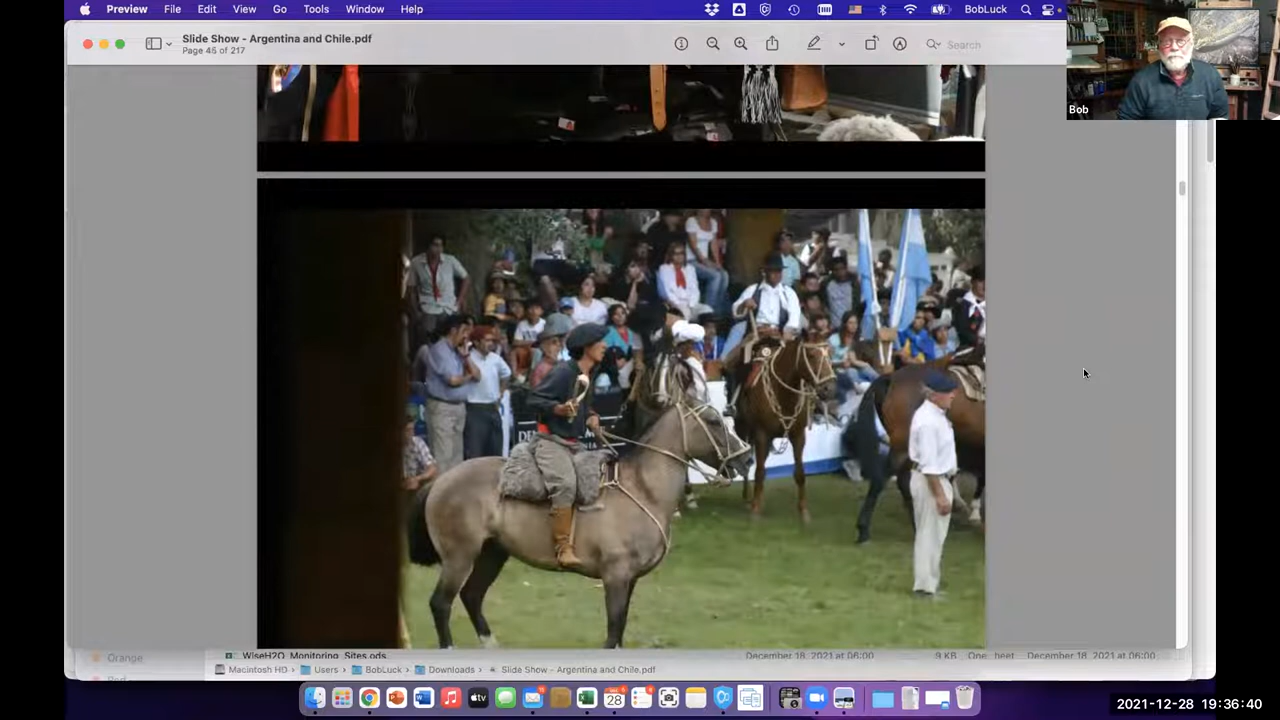 Preview File Edit View Go Tools Window Help BobLuck
Slide Show - Argentina and Chile.pdf
Page 45 of 217
Search
Bob
Orange
WiseH2O_Monitoring_Sites.ods December 18, 2021 at 06:00 9 KB December 18, 2021 at 06:00
Macintosh HD Users BobLuck Downloads Slide Show - Argentina and Chile.pdf
28
2021-12-28 19:36:40